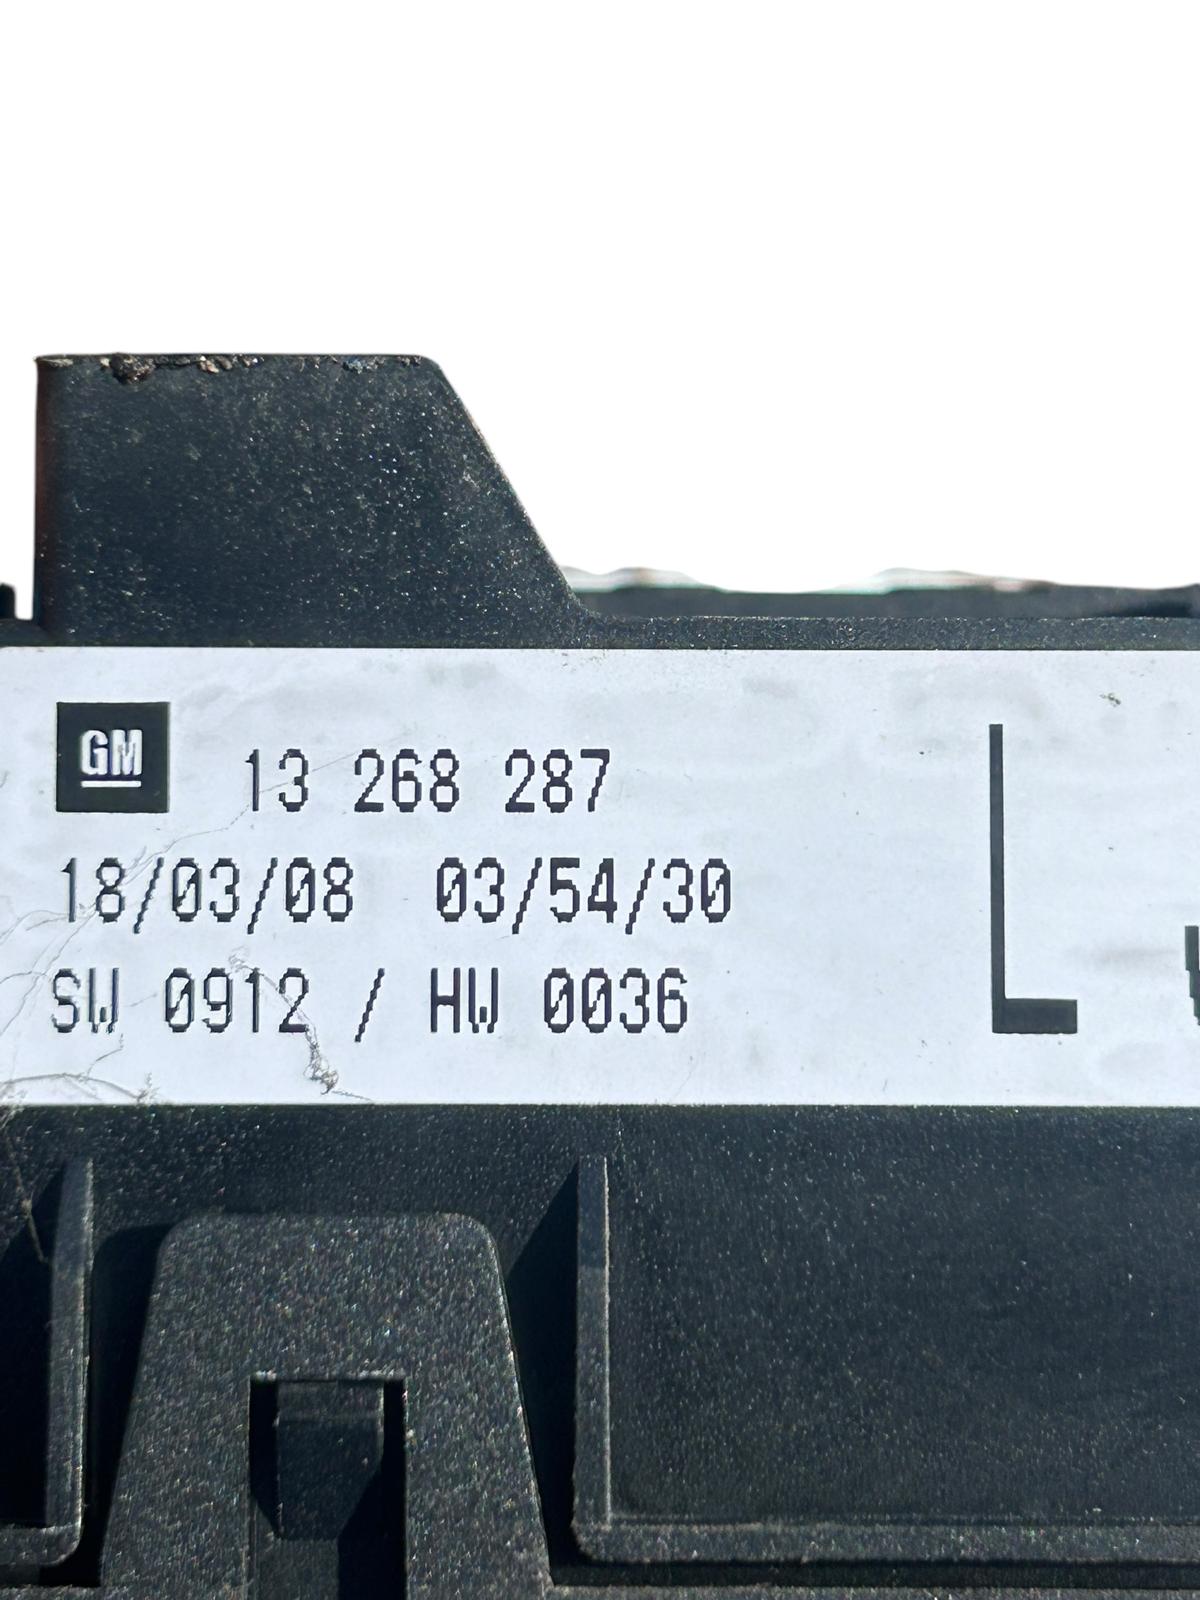 GM 13 268 287
18/03/08 03/54/30
SW 0912 / HW 0036
L